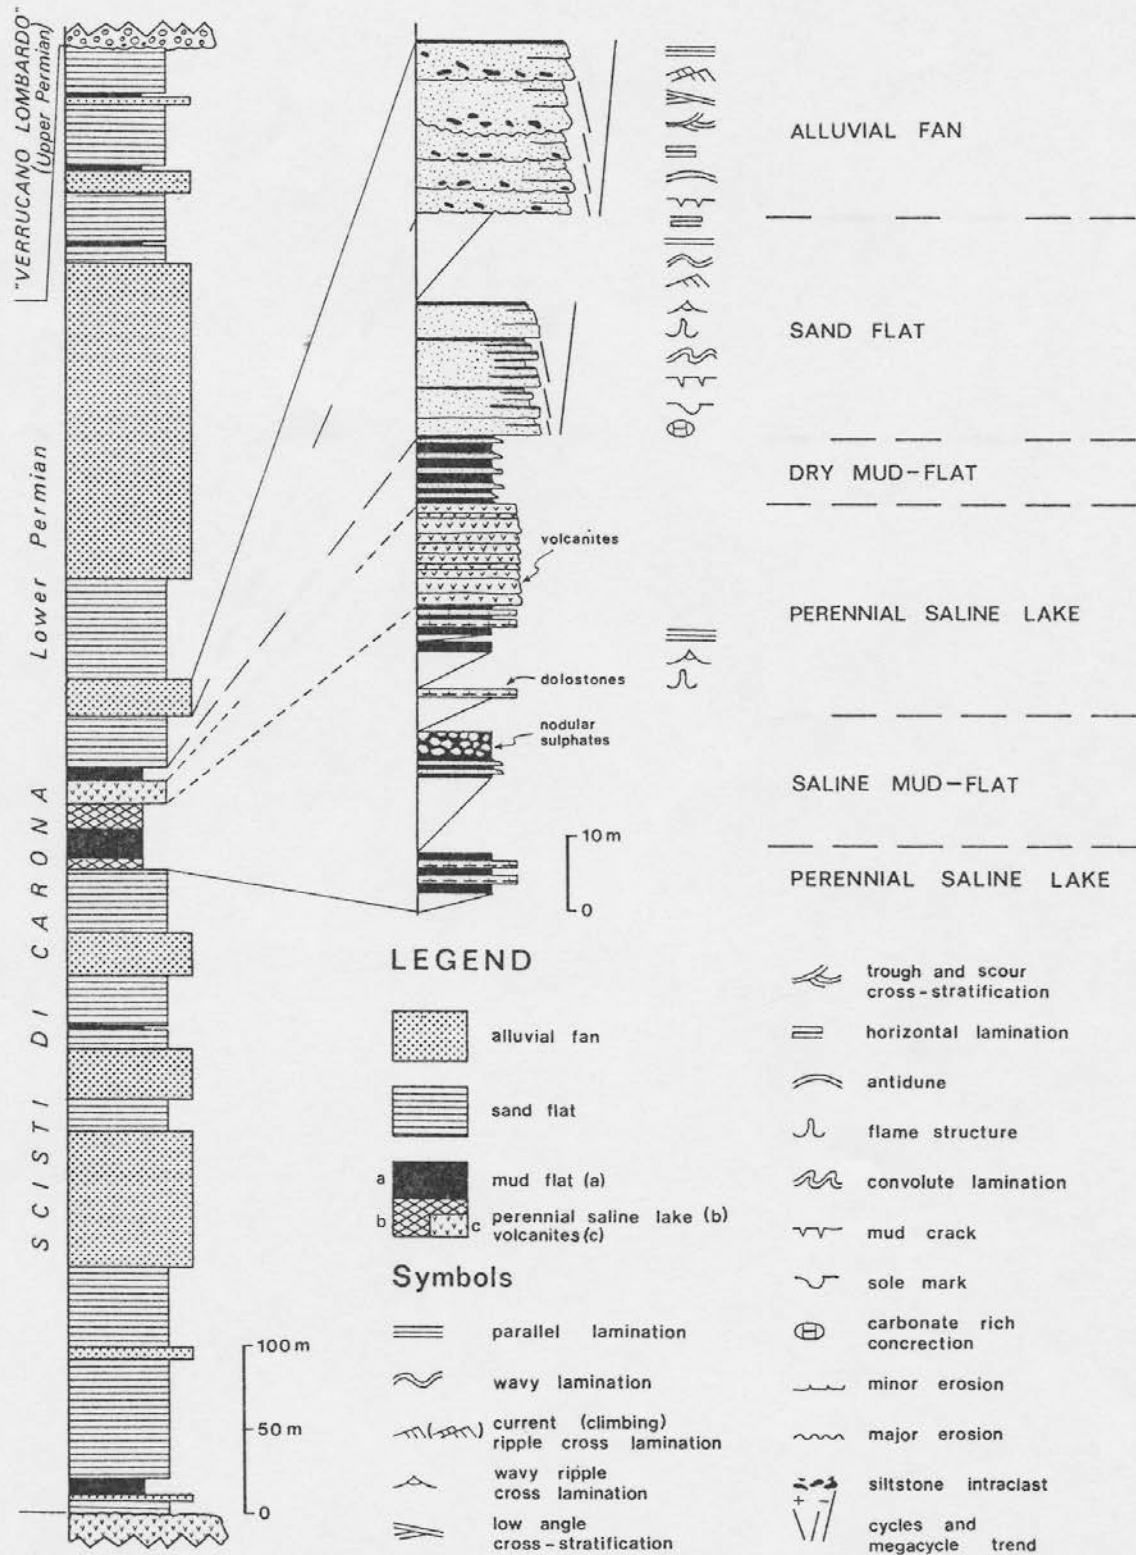 "VERRUCANO LOMBARDO"
(Upper Permian)
Lower Permian
SCISTI DI CARONA
100 m
50 m
0
volcanites
dolostones
nodular
sulphates
10 m
0
ALLUVIAL FAN
SAND FLAT
DRY MUD-FLAT
PERENNIAL SALINE LAKE
SALINE MUD-FLAT
PERENNIAL SALINE LAKE
LEGEND
alluvial fan
sand flat
a
mud flat (a)
b
c
perennial saline lake (b)
volcanites (c)
Symbols
parallel lamination
wavy lamination
current (climbing)
ripple cross lamination
wavy ripple
cross lamination
low angle
cross-stratification
trough and scour
cross-stratification
horizontal lamination
antidune
flame structure
convolute lamination
mud crack
sole mark
carbonate rich
concrection
minor erosion
major erosion
siltstone intraclast
+ -
cycles and
megacycle trend